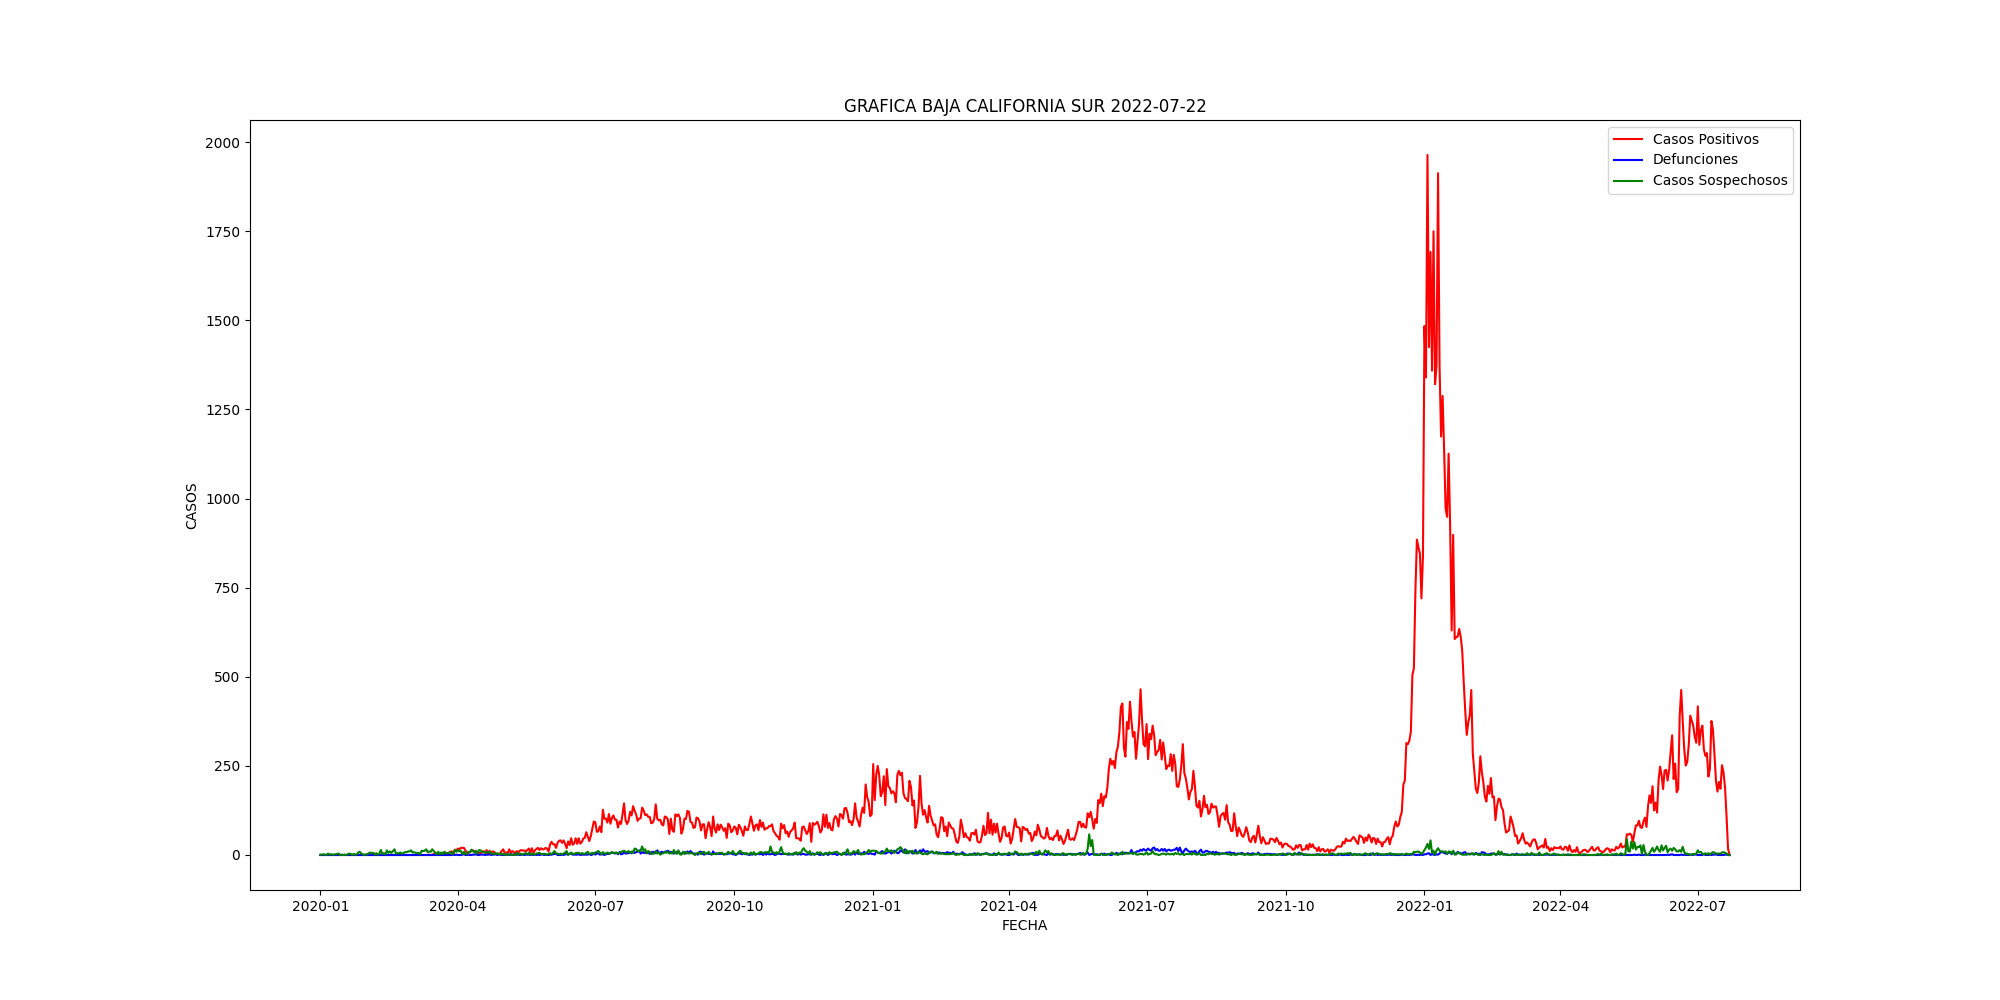 GRAFICA BAJA CALIFORNIA SUR 2022-07-22
Casos Positivos
Defunciones
Casos Sospechosos
CASOS
2000
1750
1500
1250
1000
750
500
250
0
2020-01 2020-04 2020-07 2020-10 2021-01 2021-04 2021-07 2021-10 2022-01 2022-04 2022-07
FECHA